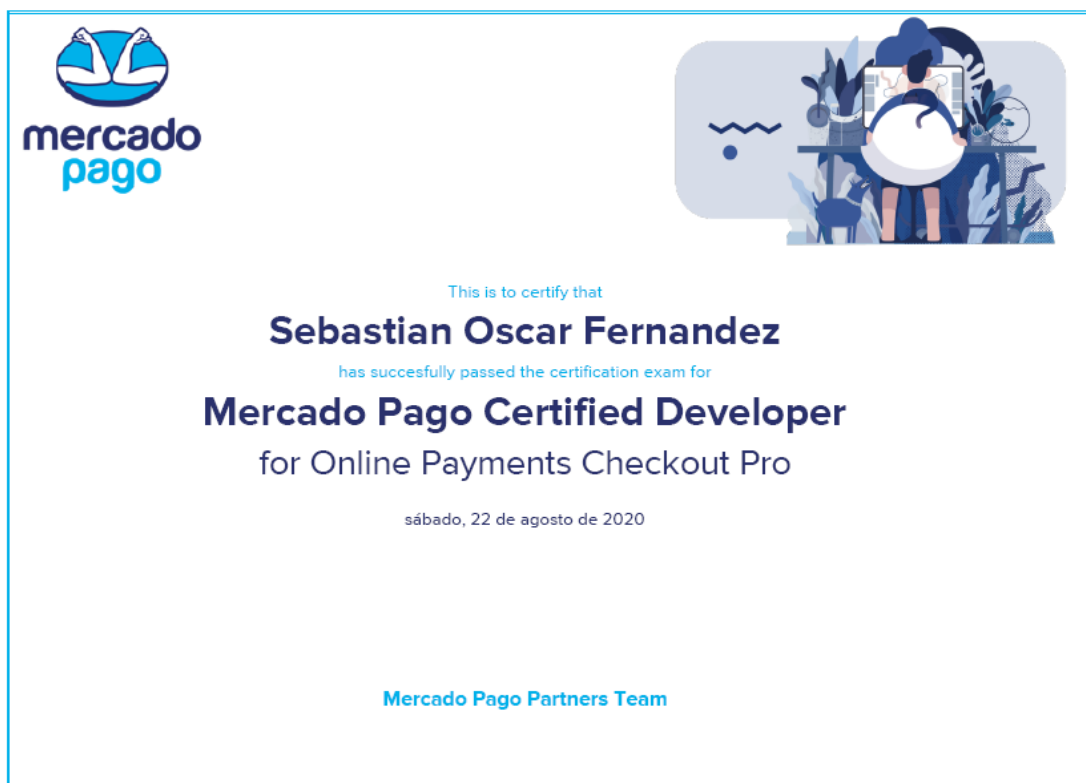 mercado
pago
This is to certify that
Sebastian Oscar Fernandez
has succesfully passed the certification exam for
Mercado Pago Certified Developer
for Online Payments Checkout Pro
sábado, 22 de agosto de 2020
Mercado Pago Partners Team